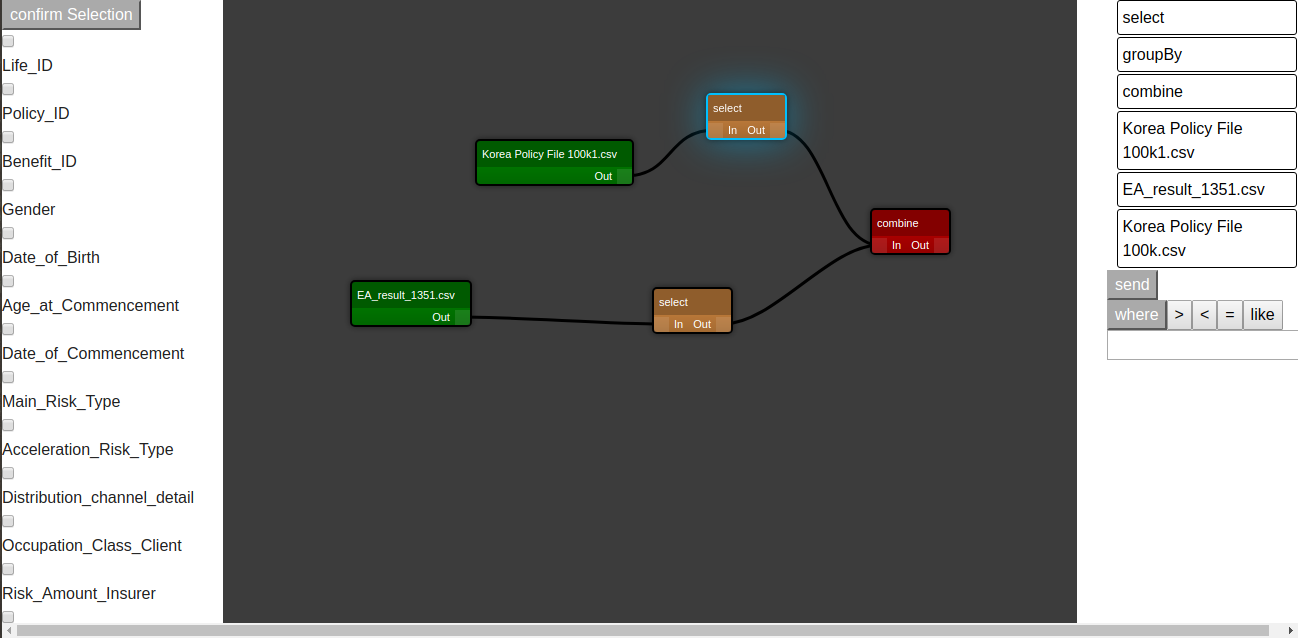 confirm Selection
Life_ID
Policy_ID
Benefit_ID
Gender
Date_of_Birth
Age_at_Commencement
Date_of_Commencement
Main_Risk_Type
Acceleration_Risk_Type
Distribution_channel_detail
Occupation_Class_Client
Risk_Amount_Insurer
select
In Out
Korea Policy File 100k1.csv
Out
combine
In Out
EA_result_1351.csv
Out
select
In Out
select
groupBy
combine
Korea Policy File
100k1.csv
EA_result_1351.csv
Korea Policy File
100k.csv
send
where > < = like